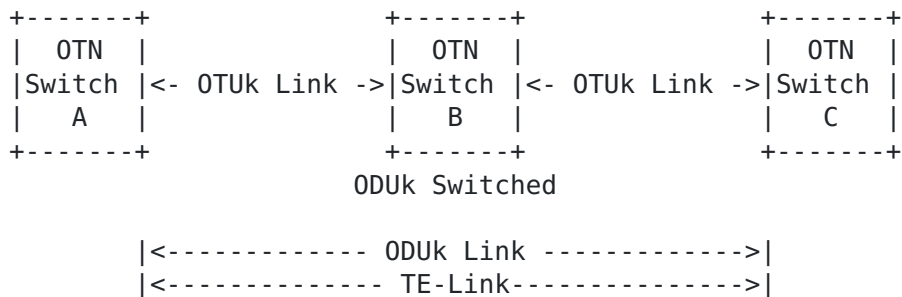 +-------+                +-------+                +-------+
|  OTN  |                |  OTN  |                |  OTN  |
|Switch |<- OTUk Link ->|Switch |<- OTUk Link ->|Switch |
|   A   |                |   B   |                |   C   |
+-------+                +-------+                +-------+
ODUk Switched
|<------------- ODUk Link ------------->|
|<-------------- TE-Link--------------->|